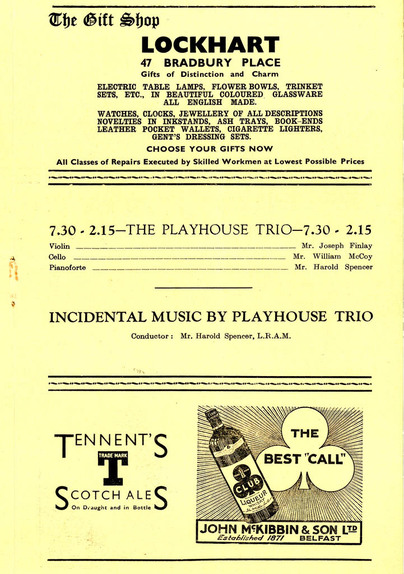 The Gift Shop
LOCKHART
47 BRADBURY PLACE
Gifts of Distinction and Charm
ELECTRIC TABLE LAMPS, FLOWER BOWLS, TRINKET
SETS, ETC., IN BEAUTIFUL COLOURED GLASSWARE
ALL ENGLISH MADE.
WATCHES, CLOCKS, JEWELLERY OF ALL DESCRIPTIONS
NOVELTIES IN INKSTANDS, ASH TRAYS, BOOK-ENDS
LEATHER POCKET WALLETS, CIGARETTE LIGHTERS,
GENT'S DRESSING SETS.
CHOOSE YOUR GIFTS NOW
All Classes of Repairs Executed by Skilled Workmen at Lowest Possible Prices
7.30 - 2.15—THE PLAYHOUSE TRIO—7.30 - 2.15
Violin Mr. Joseph Finlay
Cello Mr. William McCoy
Pianoforte Mr. Harold Spencer
INCIDENTAL MUSIC BY PLAYHOUSE TRIO
Conductor : Mr. Harold Spencer, L.R.A.M.
TENNENT'S
TRADE MARK
T
SCOTCH ALES
On Draught and in Bottle
THE
BEST "CALL"
CLUB
LIQUEUR
JOHN McKIBBIN & SON LTD
Established 1871 BELFAST